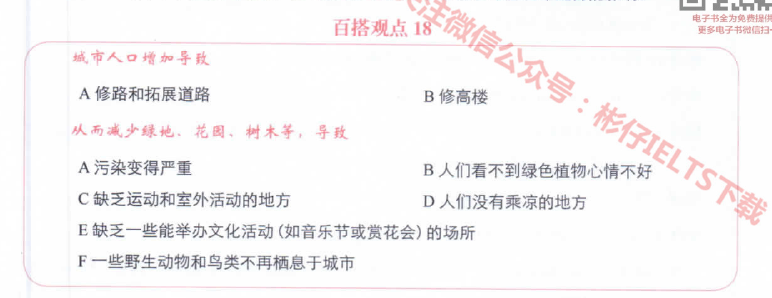 电子书全为免费提供
更多电子书微信扫
百搭观点 18
城市人口增加导致
A 修路和拓展道路
B 修高楼
从而减少绿地、花园、树木等，导致
A 污染变得严重
B 人们看不到绿色植物心情不好
C 缺乏运动和室外活动的地方
D 人们没有乘凉的地方
E 缺乏一些能举办文化活动(如音乐节或赏花会)的场所
F 一些野生动物和鸟类不再栖息于城市
关注微信公众号：彬仔IELTS下载